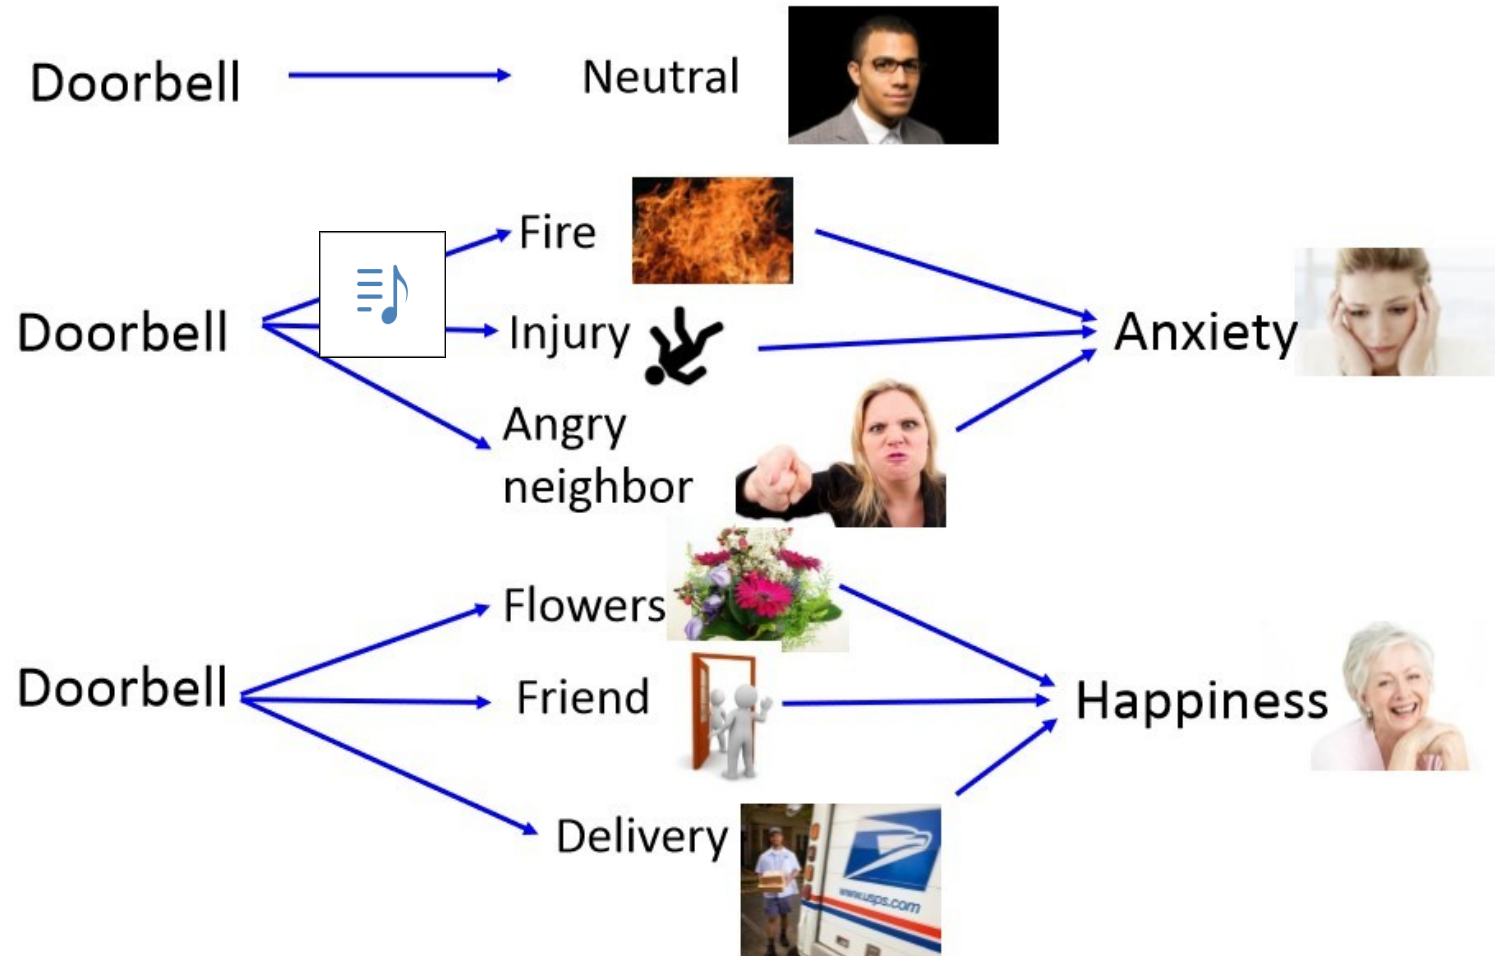 Doorbell
Neutral
Fire
Doorbell
Injury
Anxiety
Angry
neighbor
Flowers
Doorbell
Friend
Happiness
Delivery
www.usps.com